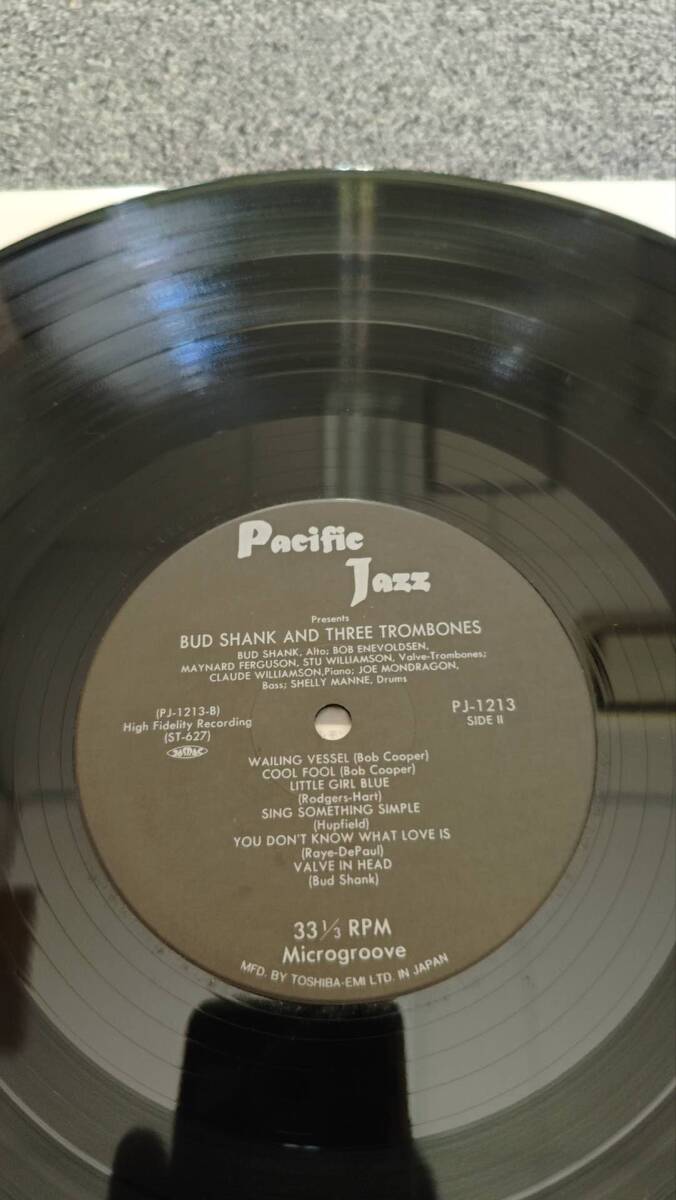 Pacific
Jazz
Presents
BUD SHANK AND THREE TROMBONES
BUD SHANK, Alto; BOB ENEVOLDSEN,
MAYNARD FERGUSON, STU WILLIAMSON, Valve-Trombones;
CLAUDE WILLIAMSON,Piano; JOE MONDRAGON,
Bass; SHELLY MANNE, Drums
(PJ-1213-B)
High Fidelity Recording
(ST-627)
PJ-1213
SIDE II
WAILING VESSEL (Bob Cooper)
COOL FOOL (Bob Cooper)
LITTLE GIRL BLUE
(Rodgers-Hart)
SING SOMETHING SIMPLE
(Hupfield)
YOU DON'T KNOW WHAT LOVE IS
(Raye-DePaul)
VALVE IN HEAD
(Bud Shank)
33 1/3 RPM
Microgroove
MFD. BY TOSHIBA-EMI LTD. IN JAPAN